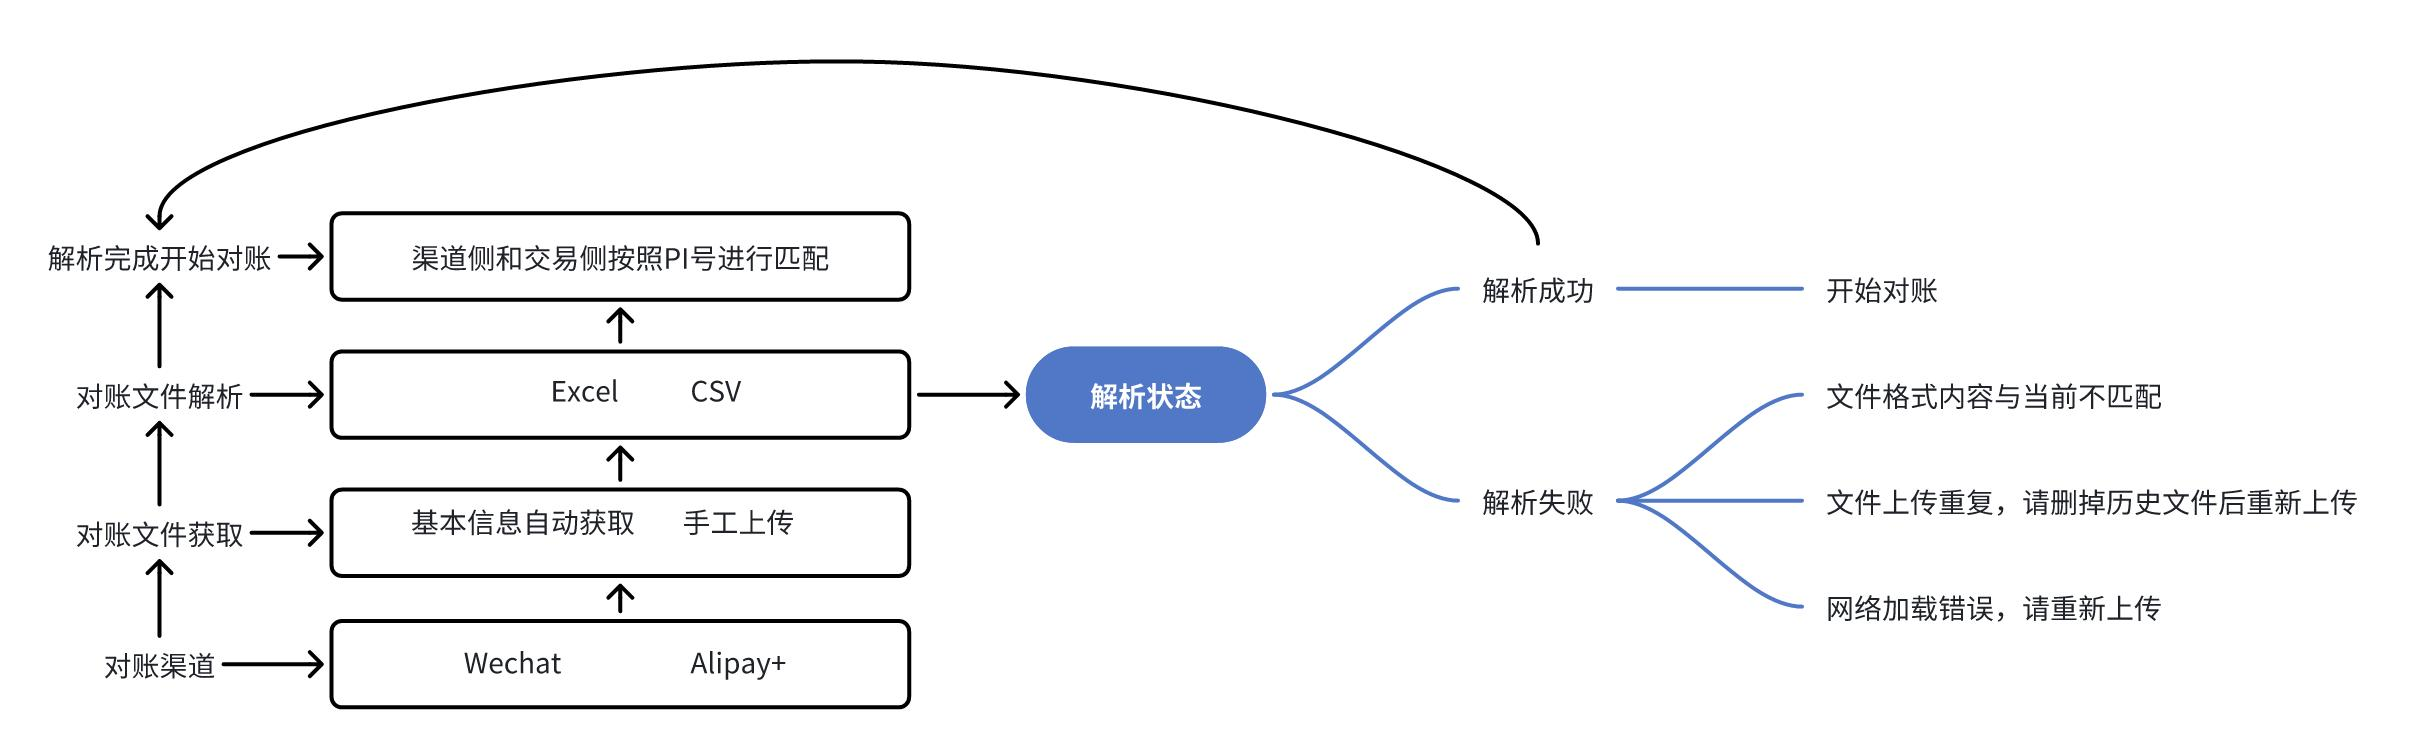 解析完成开始对账
渠道侧和交易侧按照PI号进行匹配
对账文件解析
Excel CSV
对账文件获取
基本信息自动获取 手工上传
对账渠道
Wechat Alipay+
解析状态
解析成功
开始对账
解析失败
文件格式内容与当前不匹配
文件上传重复，请删掉历史文件后重新上传
网络加载错误，请重新上传